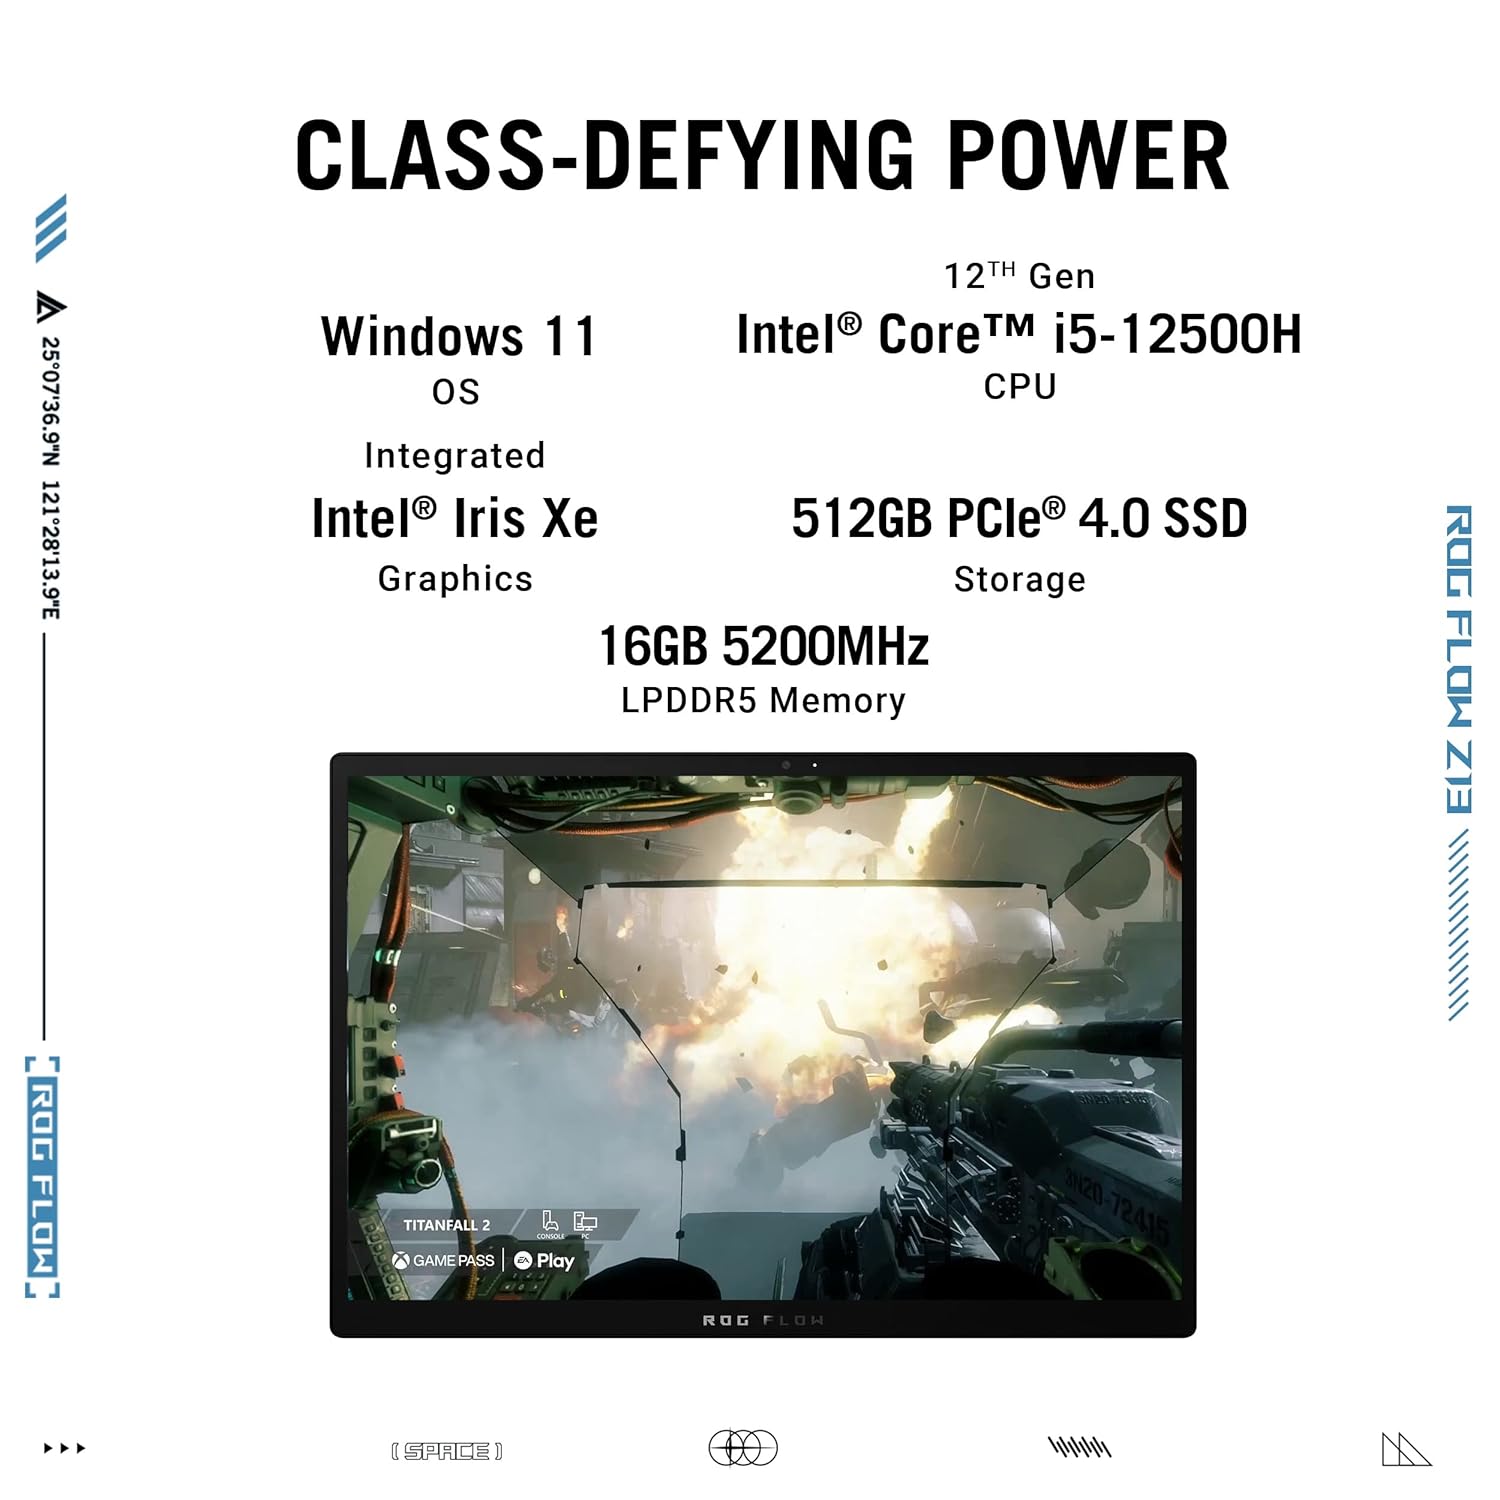 CLASS-DEFYING POWER
Windows 11
OS
12TH Gen
Intel® Core™ i5-12500H
CPU
Integrated
Intel® Iris Xe
Graphics
512GB PCIe® 4.0 SSD
Storage
16GB 5200MHz
LPDDR5 Memory
25°07'36.9"N 121°28'13.9"E
[ROG FLOW]
ROG FLOW Z13
3N20-72415
TITANFALL 2
CONSOLE
PC
GAME PASS
EA Play
ROG FLOW
(SPACE)